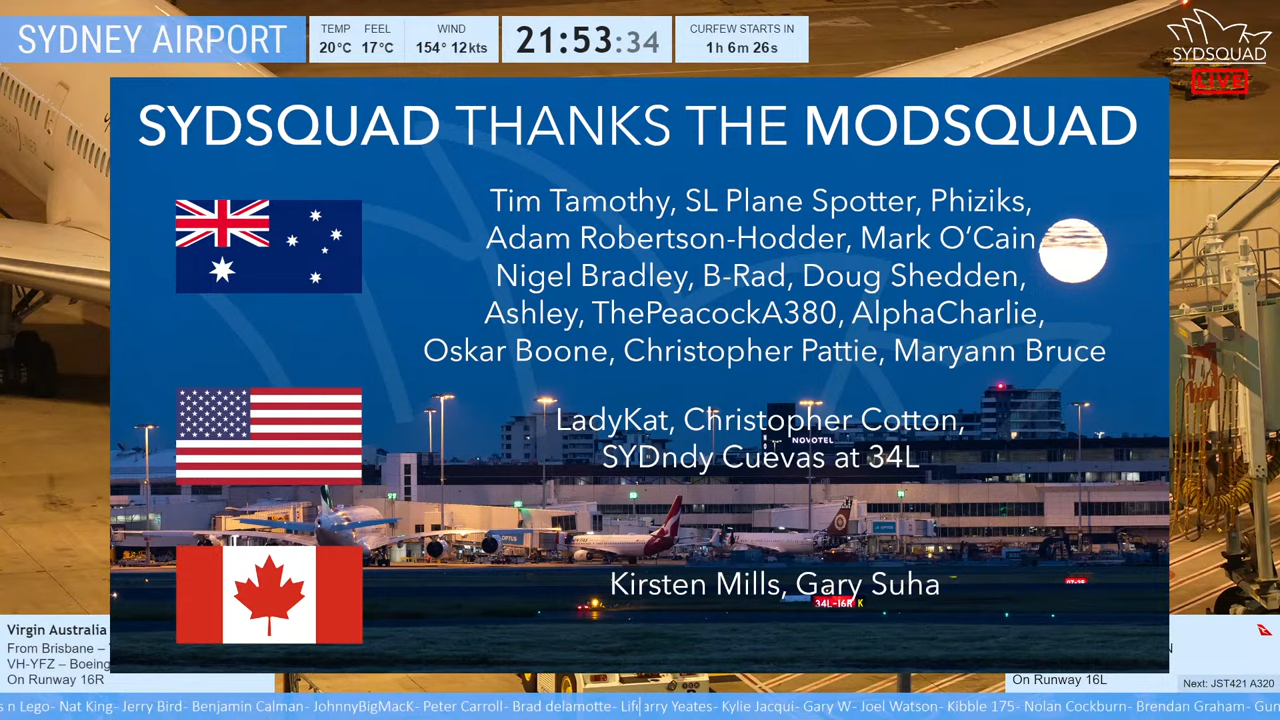 SYDNEY AIRPORT
TEMP FEEL WIND
20°C 17°C 154° 12kts
21:53:34
CURFEW STARTS IN
1h 6m 26s
SYDSQUAD
LIVE
SYDSQUAD THANKS THE MODSQUAD
Tim Tamothy, SL Plane Spotter, Phiziks,
Adam Robertson-Hodder, Mark O’Cain,
Nigel Bradley, B-Rad, Doug Shedden,
Ashley, ThePeacockA380, AlphaCharlie,
Oskar Boone, Christopher Pattie, Maryann Bruce
LadyKat, Christopher Cotton,
NOVOTEL
SYDndy Cuevas at 34L
OPTUS
Kirsten Mills, Gary Suha
34L-16R K
Virgin Australia
From Brisbane –
VH-YFZ – Boeing
On Runway 16R
On Runway 16L
Next: JST421 A320
s n Lego- Nat King- Jerry Bird- Benjamin Calman- JohnnyBigMacK- Peter Carroll- Brad delamotte- Lif arry Yeates- Kylie Jacqui- Gary W- Joel Watson- Kibble 175- Nolan Cockburn- Brendan Graham- Gun